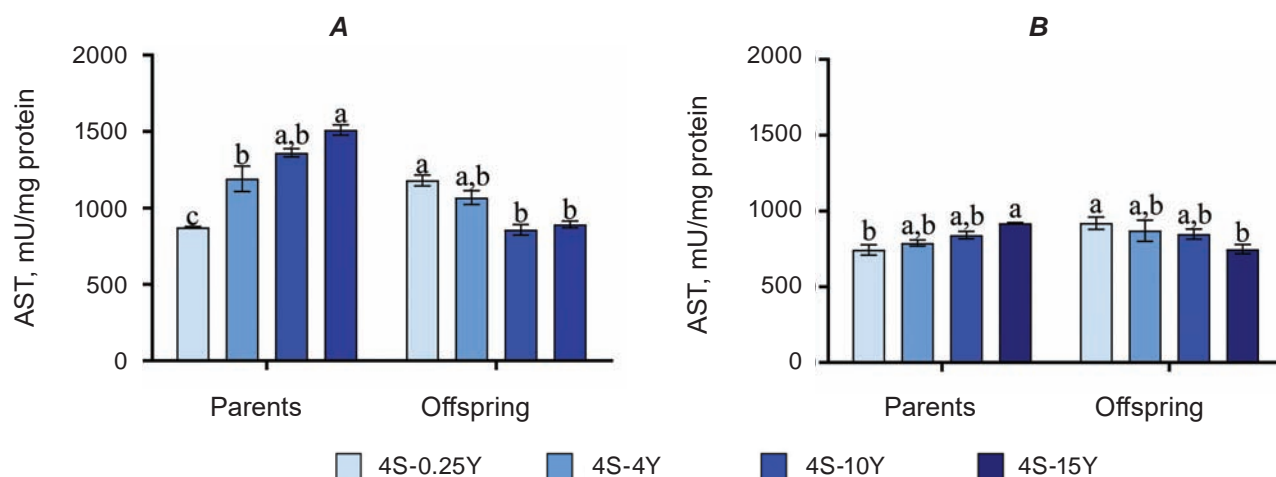 A
2000
1500
1000
500
0
AST, mU/mg protein
c
b
a,b
a
a
a,b
b
b
Parents
Offspring
B
2000
1500
1000
500
0
AST, mU/mg protein
b
a,b
a,b
a
a
a,b
a,b
b
Parents
Offspring
4S-0.25Y
4S-4Y
4S-10Y
4S-15Y